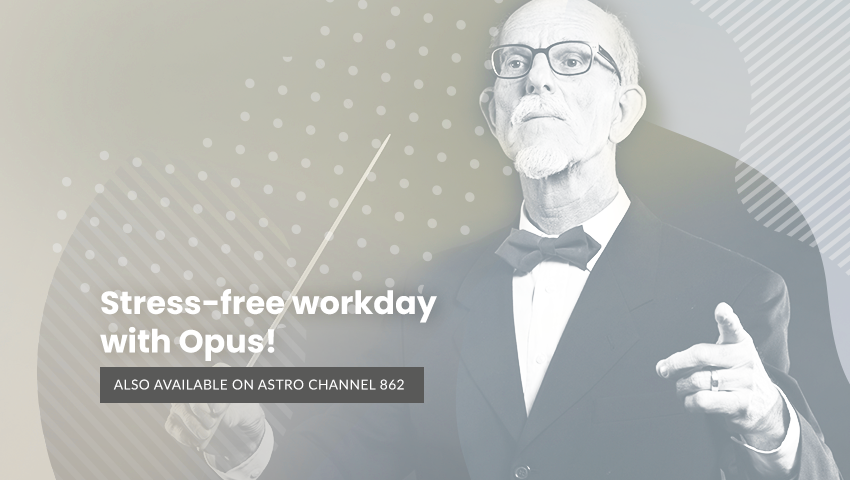 Stress-free workday
with Opus!
ALSO AVAILABLE ON ASTRO CHANNEL 862